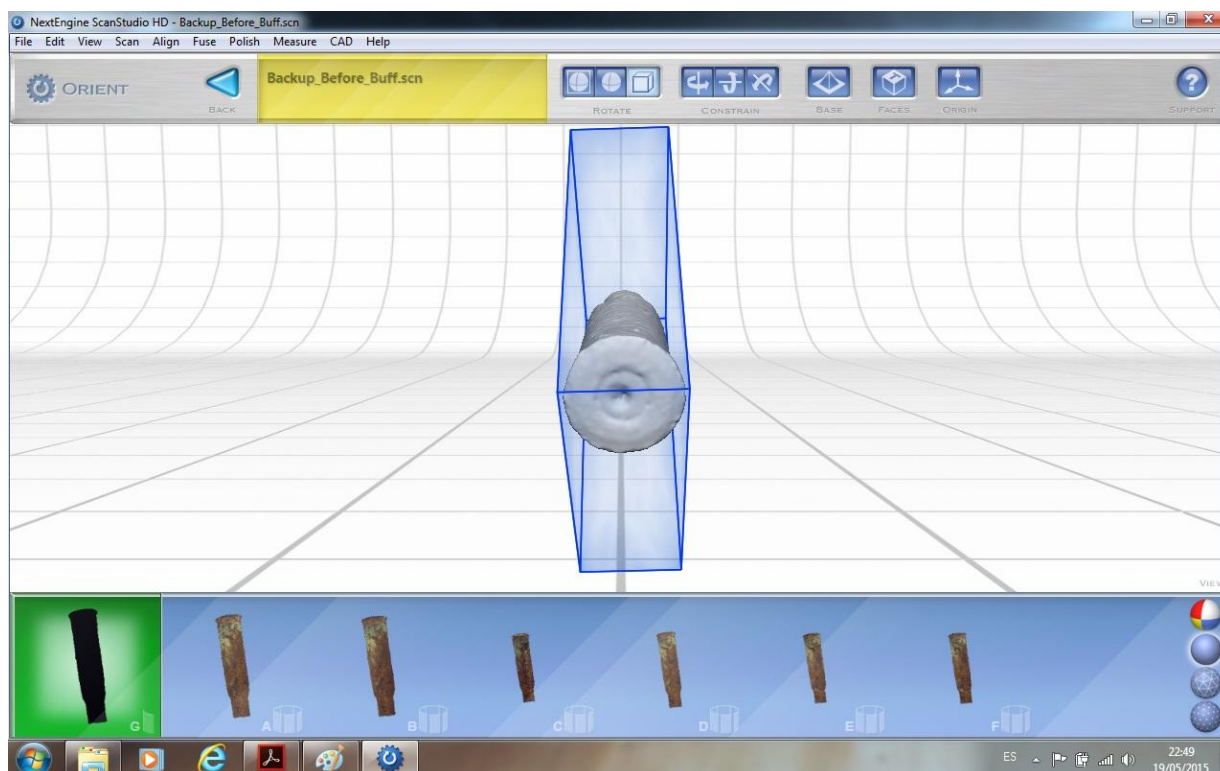 NextEngine ScanStudio HD - Backup_Before_Buff.scn
File Edit View Scan Align Fuse Polish Measure CAD Help
ORIENT
BACK
Backup_Before_Buff.scn
ROTATE
CONSTRAIN
BASE
FACES
ORIGIN
?
SUPPORT
VIEW
G
A
B
C
D
E
F
ES
22:49
19/05/2015